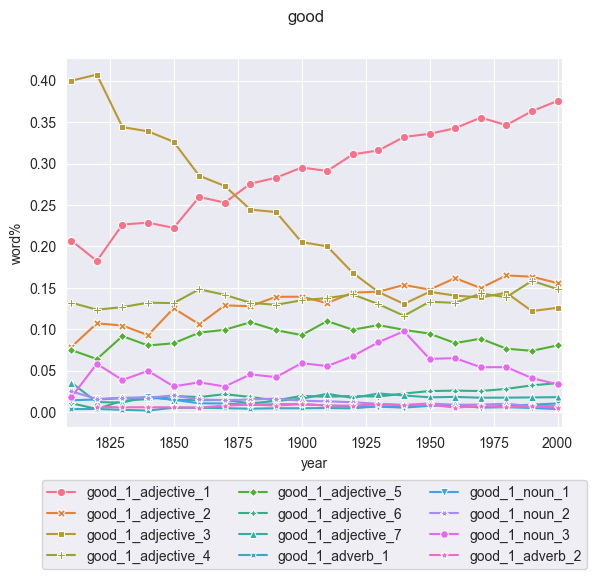 good
0.40
0.35
0.30
0.25
0.20
0.15
0.10
0.05
0.00
word%
1825 1850 1875 1900 1925 1950 1975 2000
year
good_1_adjective_1 good_1_adjective_5 good_1_noun_1
good_1_adjective_2 good_1_adjective_6 good_1_noun_2
good_1_adjective_3 good_1_adjective_7 good_1_noun_3
good_1_adjective_4 good_1_adverb_1 good_1_adverb_2